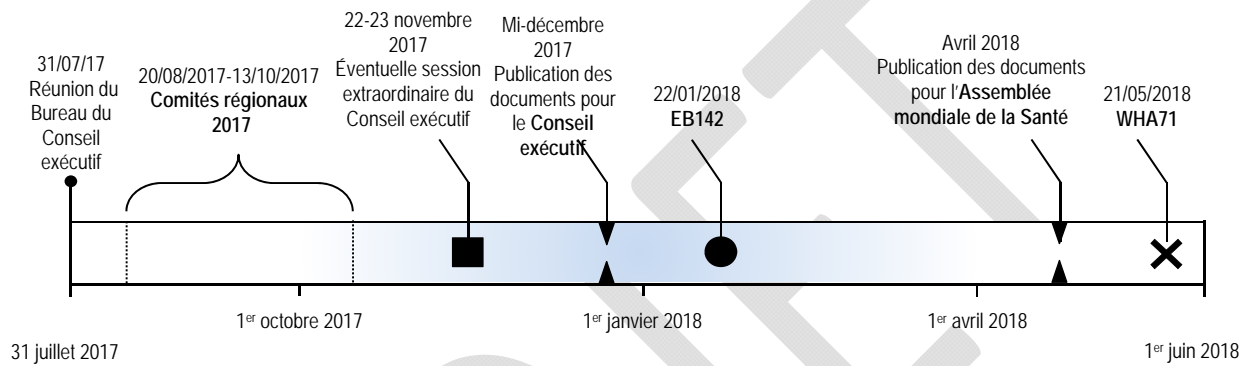 31/07/17
Réunion du
Bureau du
Conseil
exécutif
20/08/2017-13/10/2017
Comités régionaux
2017
22-23 novembre
2017
Éventuelle session
extraordinaire du
Conseil exécutif
Mi-décembre
2017
Publication des
documents pour
le Conseil
exécutif
22/01/2018
EB142
Avril 2018
Publication des documents
pour l'Assemblée
mondiale de la Santé
21/05/2018
WHA71
1er octobre 2017
1er janvier 2018
1er avril 2018
31 juillet 2017
1er juin 2018